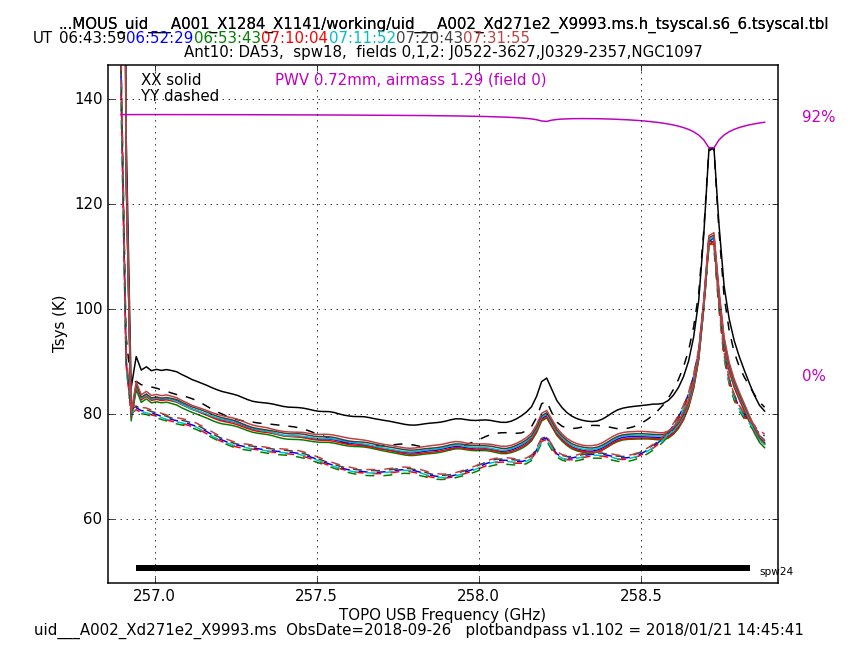 ...MOUS_uid___A001_X1284_X1141/working/uid___A002_Xd271e2_X9993.ms.h_tsyscal.s6_6.tsyscal.tbl
UT 06:43:59 06:52:29 06:53:43 07:10:04 07:11:52 07:20:43 07:31:55
Ant10: DA53, spw18, fields 0,1,2: J0522-3627,J0329-2357,NGC1097
XX solid
PWV 0.72mm, airmass 1.29 (field 0)
YY dashed
140
120
100
80
60
92%
0%
Tsys (K)
spw24
257.0 257.5 258.0 258.5
TOPO USB Frequency (GHz)
uid___A002_Xd271e2_X9993.ms ObsDate=2018-09-26 plotbandpass v1.102 = 2018/01/21 14:45:41